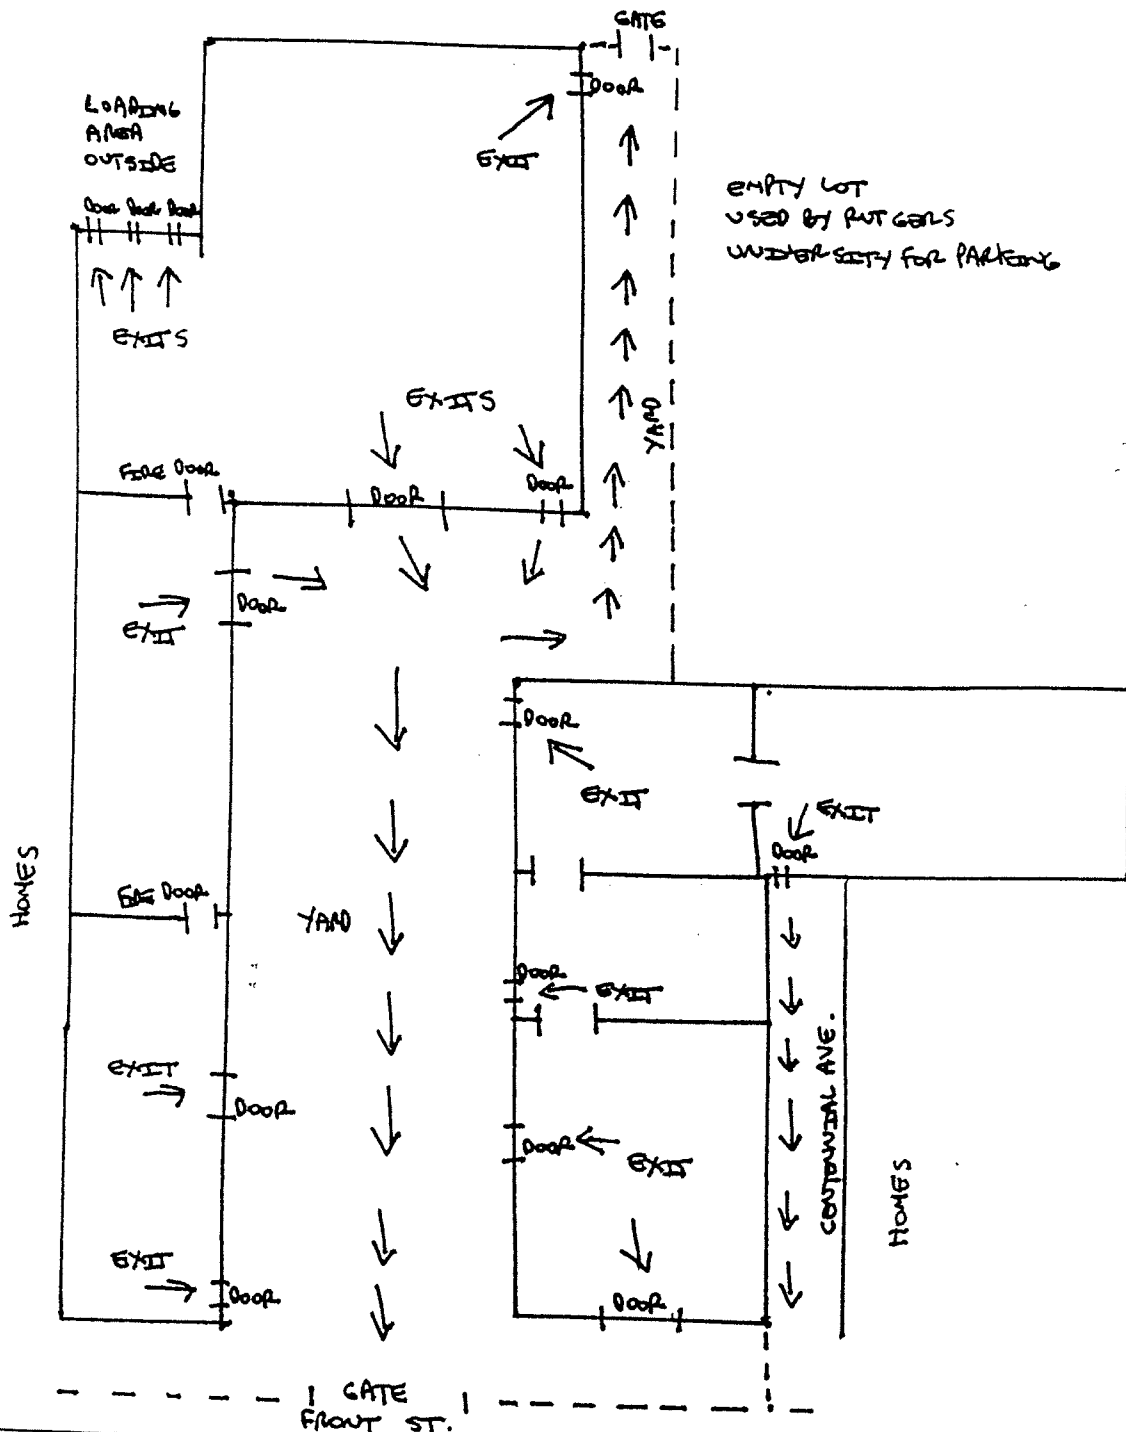 GATE
DOOR
LOADING
AREA
OUTSIDE
EXIT
EMPTY LOT
USED BY RUTGERS
UNIVERSITY FOR PARKING
DOOR DOOR DOOR
EXITS
EXITS
YARD
FIRE DOOR
DOOR
DOOR
DOOR
EXIT
DOOR
EXIT
EXIT
DOOR
HOMES
FIRE DOOR
YARD
DOOR
EXIT
CENTENNIAL AVE.
EXIT
DOOR
DOOR
EXIT
HOMES
EXIT
DOOR
DOOR
GATE
FRONT ST.